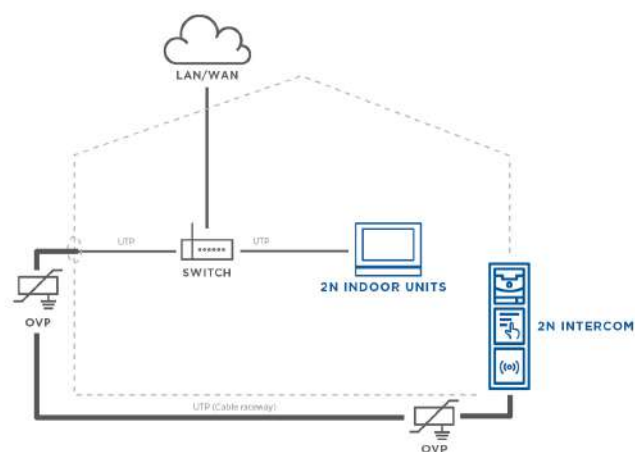 LAN/WAN
UTP
UTP
SWITCH
2N INDOOR UNITS
OVP
2N INTERCOM
UTP (Cable raceway)
OVP